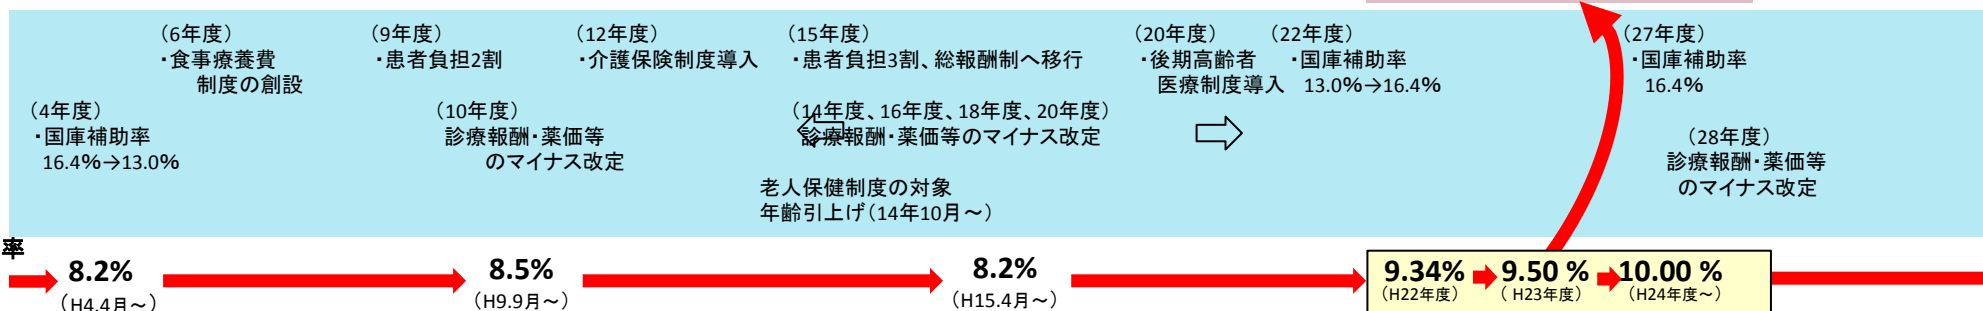 (6年度)
・食事療養費
制度の創設
(9年度)
・患者負担2割
(12年度)
・介護保険制度導入
(15年度)
・患者負担3割、総報酬制へ移行
(20年度)
・後期高齢者
医療制度導入
(22年度)
・国庫補助率
13.0%→16.4%
(27年度)
・国庫補助率
16.4%
(4年度)
・国庫補助率
16.4%→13.0%
(10年度)
診療報酬・薬価等
のマイナス改定
(14年度、16年度、18年度、20年度)
診療報酬・薬価等のマイナス改定
(28年度)
診療報酬・薬価等
のマイナス改定
老人保健制度の対象
年齢引上げ(14年10月~)
率
8.2%
(H4.4月~)
8.5%
(H9.9月~)
8.2%
(H15.4月~)
9.34%
(H22年度)
9.50 %
( H23年度)
10.00 %
(H24年度~)